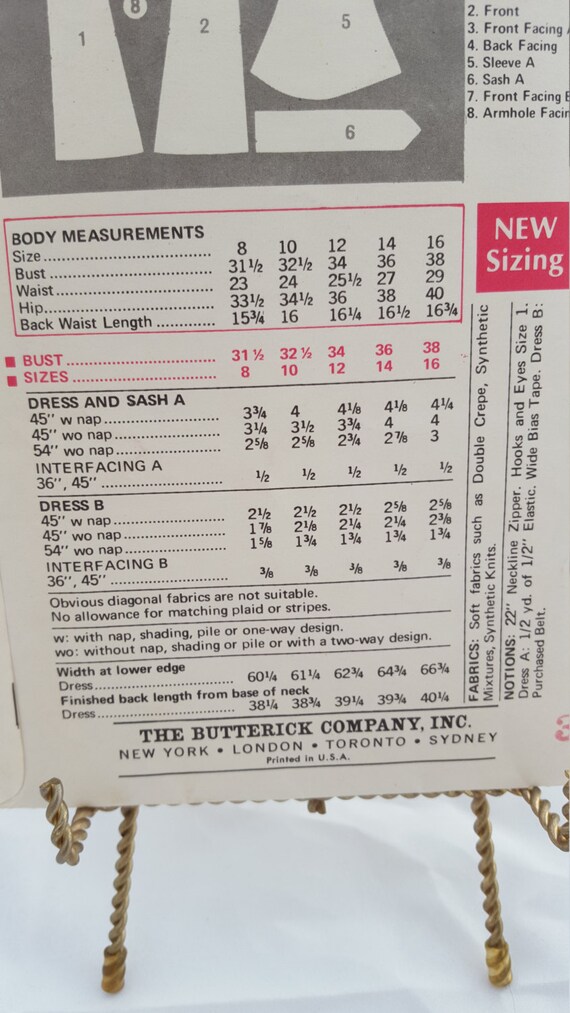 1
8
2
5
6
2. Front
3. Front Facing
4. Back Facing
5. Sleeve A
6. Sash A
7. Front Facing
8. Armhole
NEW
Sizing
BODY MEASUREMENTS
Size 8 10 12 14 16
Bust 31½ 32½ 34 36 38
Waist 23 24 25½ 27 29
Hip 33½ 34½ 36 38 40
Back Waist Length 15¾ 16 16¼ 16½ 16¾
■ BUST 31 ½ 32 ½ 34 36 38
■ SIZES 8 10 12 14 16
DRESS AND SASH A
45" w nap 3¾ 4 4⅛ 4⅛ 4¼
45" wo nap 3¼ 3½ 3¾ 4 4
54" wo nap 2⅝ 2⅝ 2¾ 2⅞ 3
INTERFACING A
36", 45" ½ ½ ½ ½ ½
DRESS B
45" w nap 2½ 2½ 2½ 2⅝ 2⅝
45" wo nap 1⅞ 2⅛ 2¼ 2¼ 2⅜
54" wo nap 1⅝ 1¾ 1¾ 1¾ 1¾
INTERFACING B
36", 45" ⅜ ⅜ ⅜ ⅜ ⅜
Obvious diagonal fabrics are not suitable.
No allowance for matching plaid or stripes.
w: with nap, shading, pile or one-way design.
wo: without nap, shading or pile or with a two-way design.
Width at lower edge
Dress 60¼ 61¼ 62¾ 64¾ 66¾
Finished back length from base of neck
Dress 38¼ 38¾ 39¼ 39¾ 40¼
FABRICS: Soft fabrics such as Double Crepe, Synthetic
Mixtures, Synthetic Knits.
NOTIONS: 22" Neckline Zipper. Hooks and Eyes Size 1.
Dress A: 1/2 yd. of 1/2" Elastic. Wide Bias Tape. Dress B:
Purchased Belt.
THE BUTTERICK COMPANY, INC.
NEW YORK • LONDON • TORONTO • SYDNEY
Printed in U.S.A.